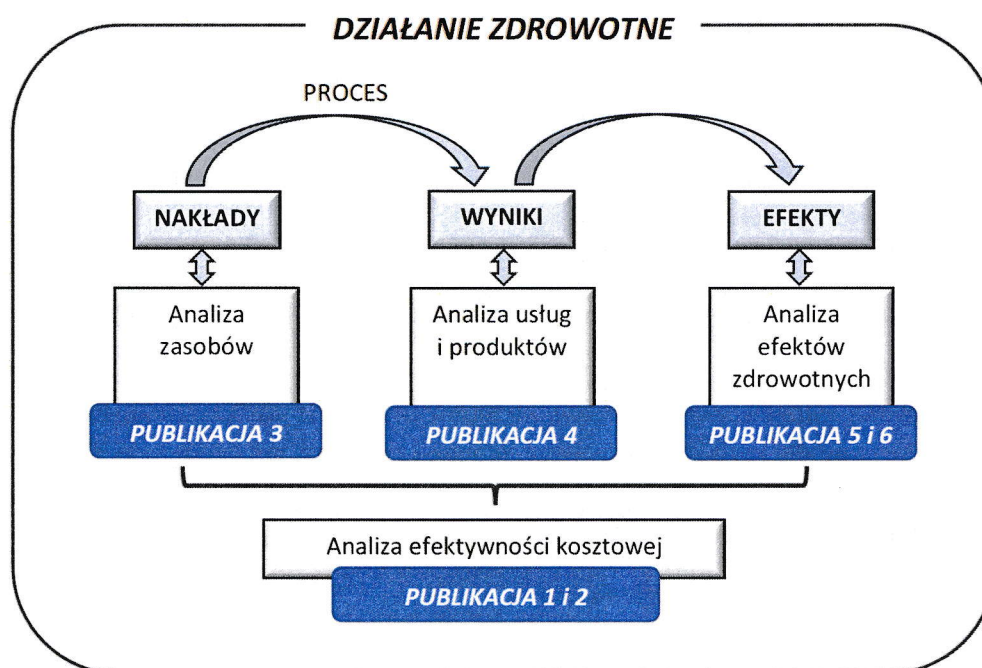 DZIAŁANIE ZDROWOTNE
PROCES
NAKŁADY
WYNIKI
EFEKTY
Analiza
zasobów
Analiza usług
i produktów
Analiza
efektów
zdrowotnych
PUBLIKACJA 3
PUBLIKACJA 4
PUBLIKACJA 5 i 6
Analiza efektywności kosztowej
PUBLIKACJA 1 i 2